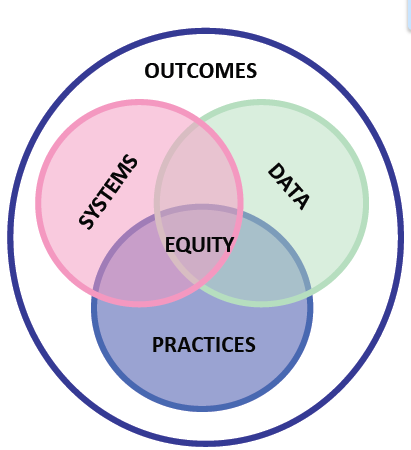 OUTCOMES
SYSTEMS
DATA
EQUITY
PRACTICES